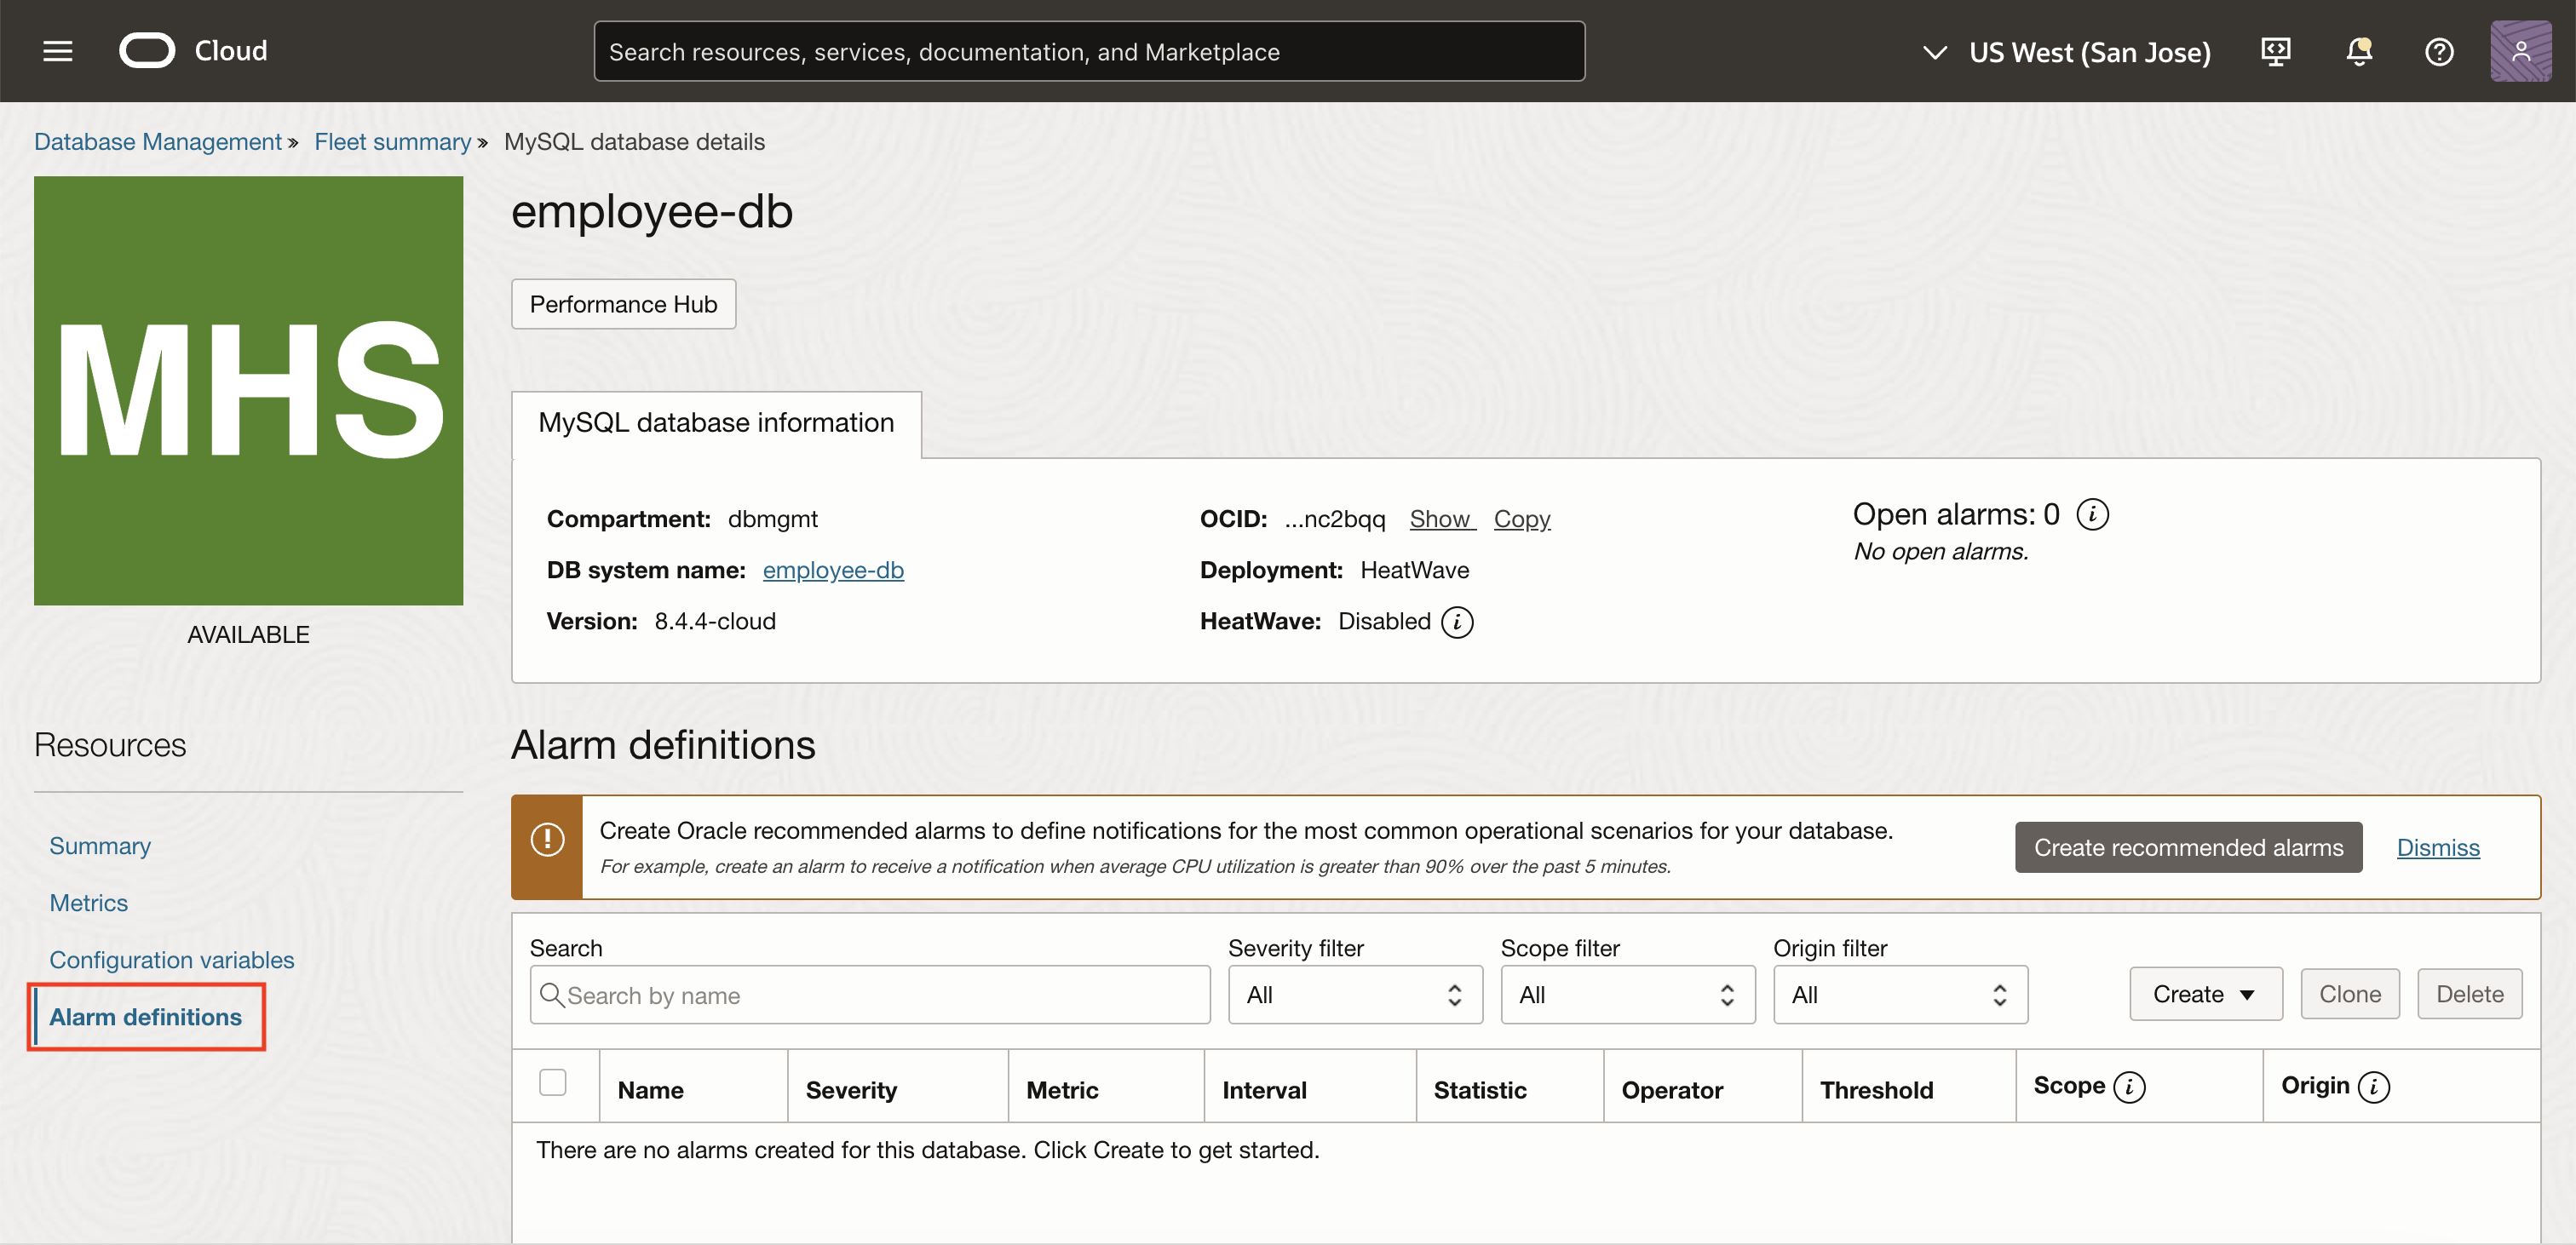 Cloud
Search resources, services, documentation, and Marketplace
US West (San Jose)
Database Management » Fleet summary » MySQL database details
MHS
AVAILABLE
employee-db
Performance Hub
MySQL database information
Compartment: dbmgmt
DB system name: employee-db
Version: 8.4.4-cloud
OCID: ...nc2bqq Show Copy
Deployment: HeatWave
HeatWave: Disabled i
Open alarms: 0 i
No open alarms.
Resources
Summary
Metrics
Configuration variables
Alarm definitions
Alarm definitions
Create Oracle recommended alarms to define notifications for the most common operational scenarios for your database.
For example, create an alarm to receive a notification when average CPU utilization is greater than 90% over the past 5 minutes.
Create recommended alarms Dismiss
Search Severity filter Scope filter Origin filter
Search by name All All All Create Clone Delete
Name Severity Metric Interval Statistic Operator Threshold Scope i Origin i
There are no alarms created for this database. Click Create to get started.